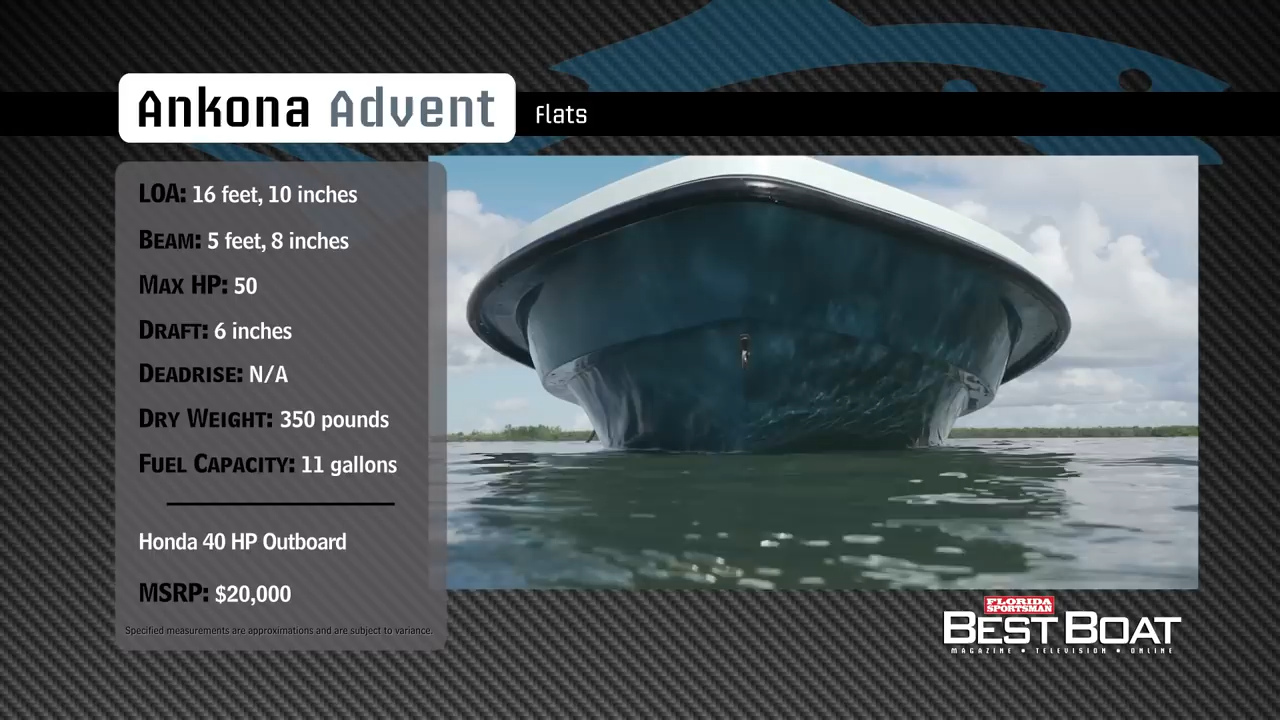 Ankona Advent
Flats
LOA: 16 feet, 10 inches
BEAM: 5 feet, 8 inches
MAX HP: 50
DRAFT: 6 inches
DEADRISE: N/A
DRY WEIGHT: 350 pounds
FUEL CAPACITY: 11 gallons
Honda 40 HP Outboard
MSRP: $20,000
Specified measurements are approximations and are subject to variance.
FLORIDA
SPORTSMAN
BEST BOAT
MAGAZINE • TELEVISION • ONLINE